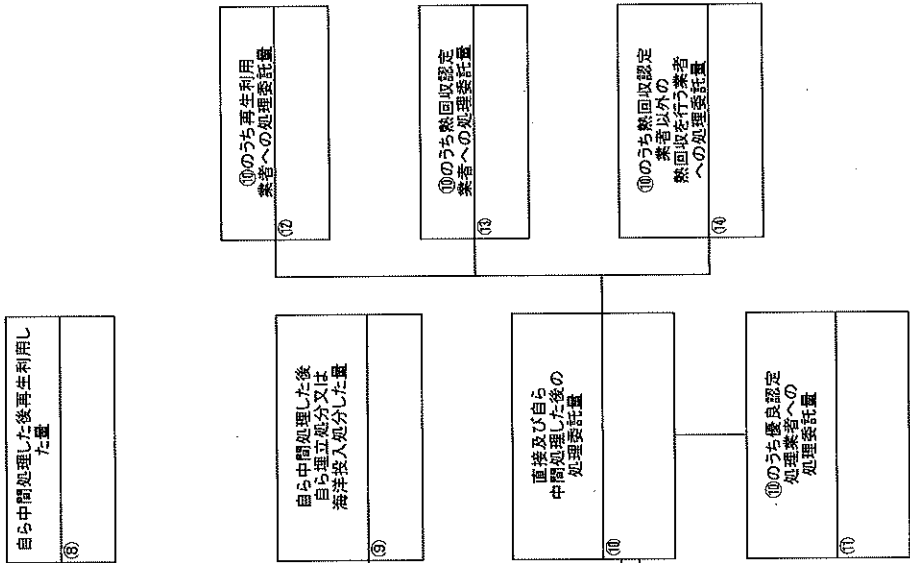 自ら中間処理した後再生利用し
た量
⑧
自ら中間処理した後
自ら埋立処分又は
海洋投入処分した量
⑨
直接及び自ら
中間処理した後の
処理委託量
⑩
⑩のうち優良認定
処理業者への
処理委託量
⑪
⑩のうち再生利用
業者への処理委託量
⑫
⑩のうち熱回収認定
業者への処理委託量
⑬
⑩のうち熱回収認定
業者以外の
熱回収を行う業者
への処理委託量
⑭